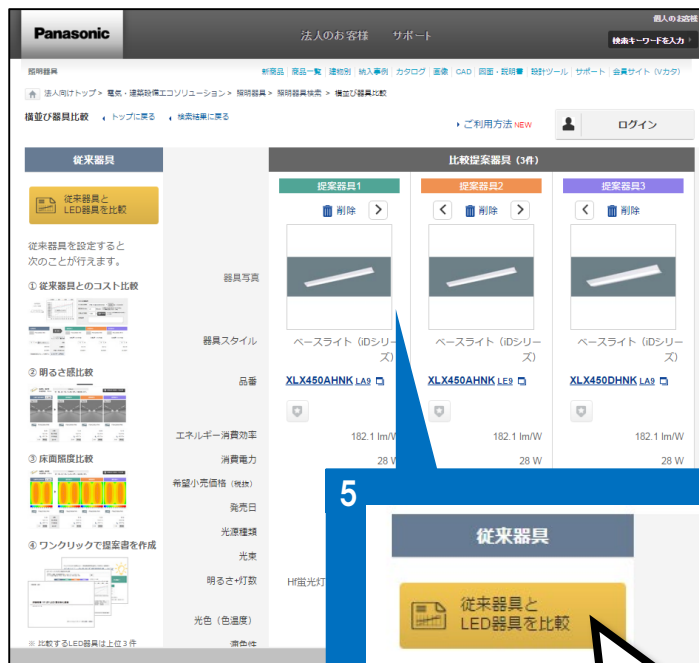 個人のお客様
Panasonic
法人のお客様 サポート
検索キーワードを入力
照明器具
新商品 | 商品一覧 | 建物別 | 納入事例 | カタログ | 画像 | CAD | 図面・説明書 | 設計ツール | サポート | 会員サイト (Vカタ)
法人向けトップ > 電気・建築設備エコソリューション > 照明器具 > 照明器具検索 > 横並び器具比較
横並び器具比較 トップに戻る 検索結果に戻る
ご利用方法 NEW
ログイン
従来器具
比較提案器具 (3件)
提案器具1 提案器具2 提案器具3
従来器具と
LED器具を比較
削除 削除 削除
従来器具を設定すると
次のことが行えます。
① 従来器具とのコスト比較
器具写真
器具スタイル
ベースライト (iDシリーズ) ベースライト (iDシリーズ) ベースライト (iDシリーズ)
② 明るさ感比較
品番
XLX450AHNK LA9 XLX450AHNK LE9 XLX450DHNK LA9
エネルギー消費効率
182.1 lm/W 182.1 lm/W 182.1 lm/W
③ 床面照度比較
消費電力
28 W 28 W
希望小売価格 (税抜)
発売日
光源種類
④ ワンクリックで提案書を作成
光束
明るさ+灯数
Hf蛍光灯
光色 (色温度)
※ 比較するLED器具は上位3件
演色性
5
従来器具
従来器具と
LED器具を比較